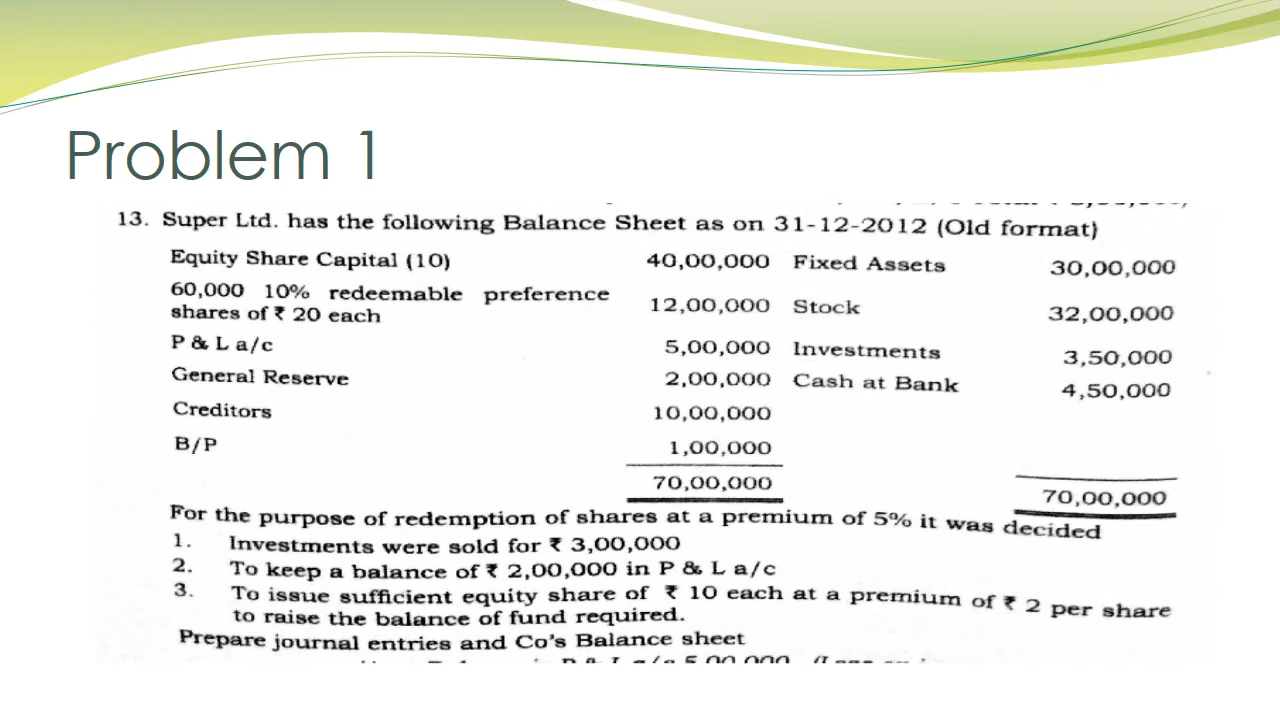 Problem 1
13. Super Ltd. has the following Balance Sheet as on 31-12-2012 (Old format)
Equity Share Capital (10) 40,00,000 Fixed Assets 30,00,000
60,000 10% redeemable preference
shares of ₹ 20 each 12,00,000 Stock 32,00,000
P & L a/c 5,00,000 Investments 3,50,000
General Reserve 2,00,000 Cash at Bank 4,50,000
Creditors 10,00,000
B/P 1,00,000
70,00,000 70,00,000
For the purpose of redemption of shares at a premium of 5% it was decided
1. Investments were sold for ₹ 3,00,000
2. To keep a balance of ₹ 2,00,000 in P & L a/c
3. To issue sufficient equity share of ₹ 10 each at a premium of ₹ 2 per share
to raise the balance of fund required.
Prepare journal entries and Co's Balance sheet